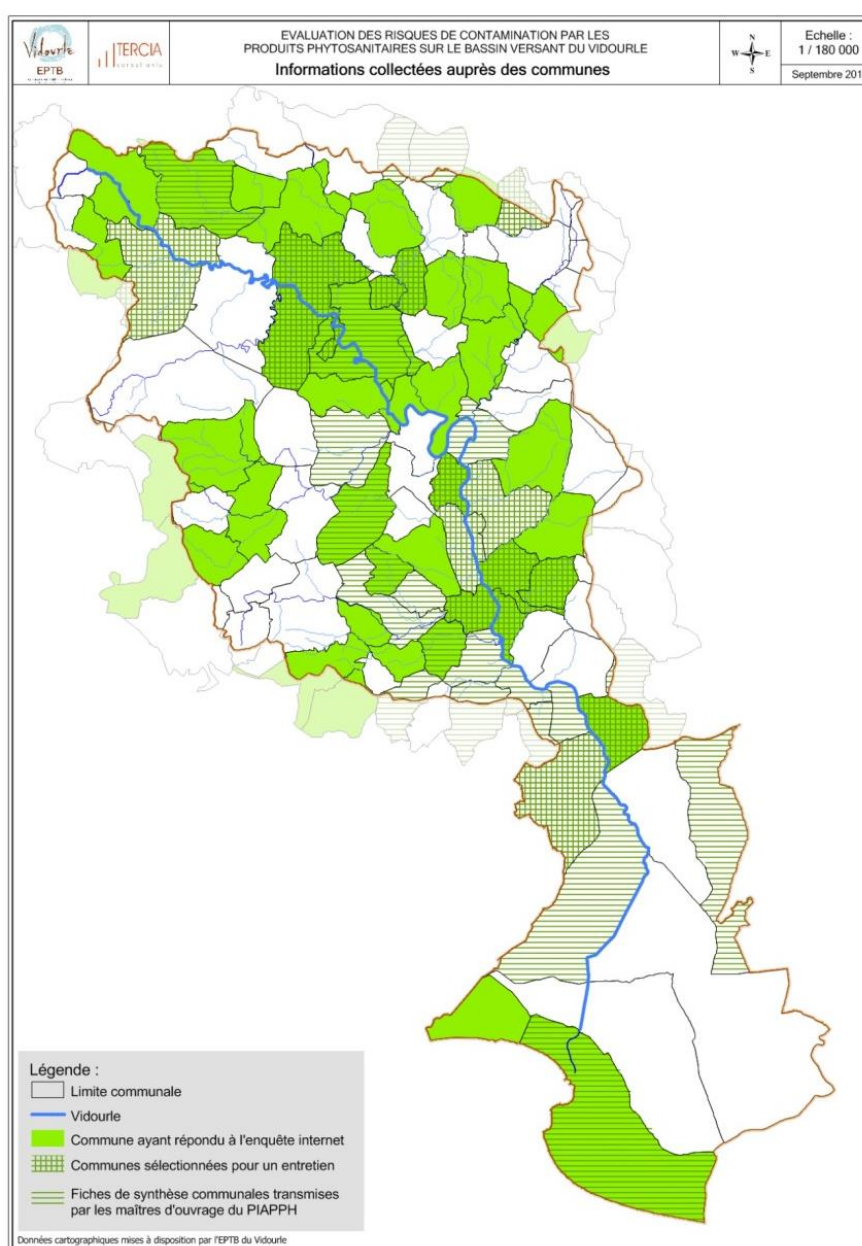 Vidourle
EPTB
TERCIA
consultants
EVALUATION DES RISQUES DE CONTAMINATION PAR LES
PRODUITS PHYTOSANITAIRES SUR LE BASSIN VERSANT DU VIDOURLE
Informations collectées auprès des communes
N
W E
S
Echelle :
1 / 180 000
Septembre 201
Légende :
Limite communale
Vidourle
Commune ayant répondu à l'enquête internet
Communes sélectionnées pour un entretien
Fiches de synthèse communales transmises
par les maîtres d'ouvrage du PIAPPH
Données cartographiques mises à disposition par l'EPTB du Vidourle